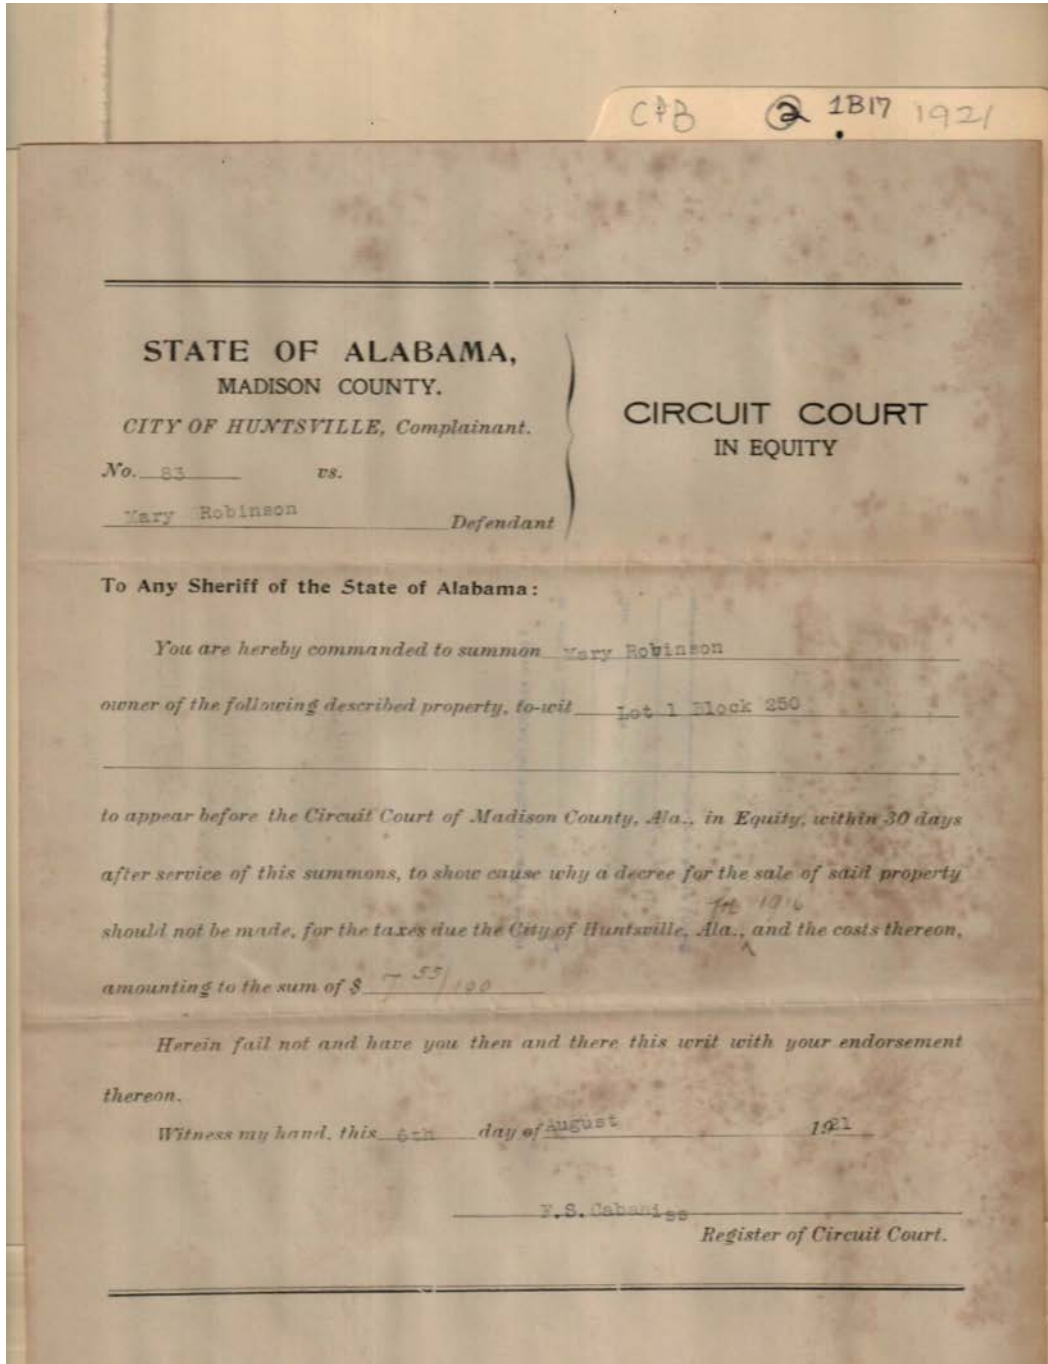 C&B 2 1B17 1921
STATE OF ALABAMA,
MADISON COUNTY.
CITY OF HUNTSVILLE, Complainant.
No. 83 vs.
Mary Robinson Defendant
CIRCUIT COURT
IN EQUITY
To Any Sheriff of the State of Alabama:
You are hereby commanded to summon Mary Robinson
owner of the following described property, to-wit Lot 1 Block 250
to appear before the Circuit Court of Madison County, Ala., in Equity, within 30 days
after service of this summons, to show cause why a decree for the sale of said property
for 1916
should not be made, for the taxes due the City of Huntsville, Ala., and the costs thereon,
amounting to the sum of $ 7 55/100
Herein fail not and have you then and there this writ with your endorsement
thereon.
Witness my hand, this 6th day of August 1921
F.S.Cabaniss
Register of Circuit Court.